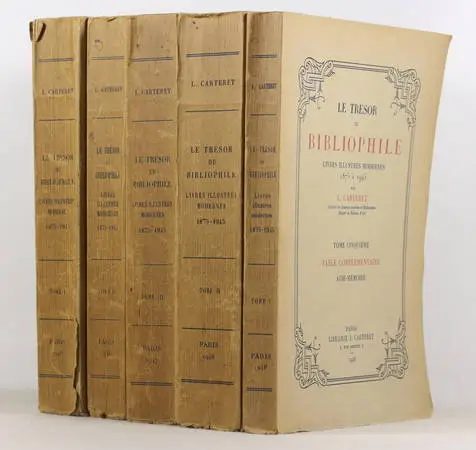 L. CARTERET
LE TRESOR
DU
BIBLIOPHILE
LIVRES ILLUSTRÉS
MODERNES
1875-1945
TOME I
PARIS
L. CARTERET
LE TRESOR
DU
BIBLIOPHILE
LIVRES
ILLUSTRÉS
MODERNES
1875-1945
PARIS
L. CARTERET
LE TRESOR
DU
BIBLIOPHILE
LIVRES ILLUSTRÉS
MODERNES
1875-1945
TOME III
PARIS
1947
L. CARTERET
LE TRESOR
DU
BIBLIOPHILE
LIVRES ILLUSTRÉS
MODERNES
1875-1945
PARIS
1948
L. CARTERET
LE TRESOR
DU
BIBLIOPHILE
Livres
illustrés
modernes
1875-1945
TOME V
PARIS
1948
LE TRESOR
DU
BIBLIOPHILE
LIVRES ILLUSTRÉS MODERNES
1875 à 1945
PAR
L. CARTERET
TOME CINQUIÈME
TABLE COMPLÉMENTAIRE
AIDE-MÉMOIRE
PARIS
LIBRAIRIE L. CARTERET
1948